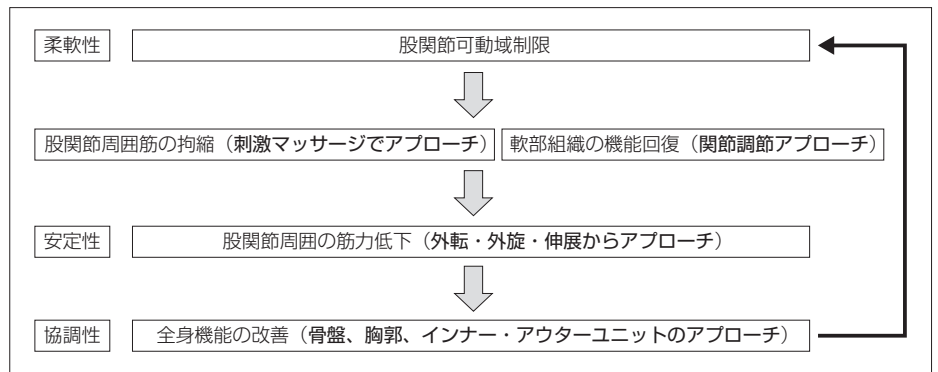 柔軟性 股関節可動域制限
股関節周囲筋の拘縮（刺激マッサージでアプローチ） 軟部組織の機能回復（関節調節アプローチ）
安定性 股関節周囲の筋力低下（外転・外旋・伸展からアプローチ）
協調性 全身機能の改善（骨盤、胸郭、インナー・アウターユニットのアプローチ）